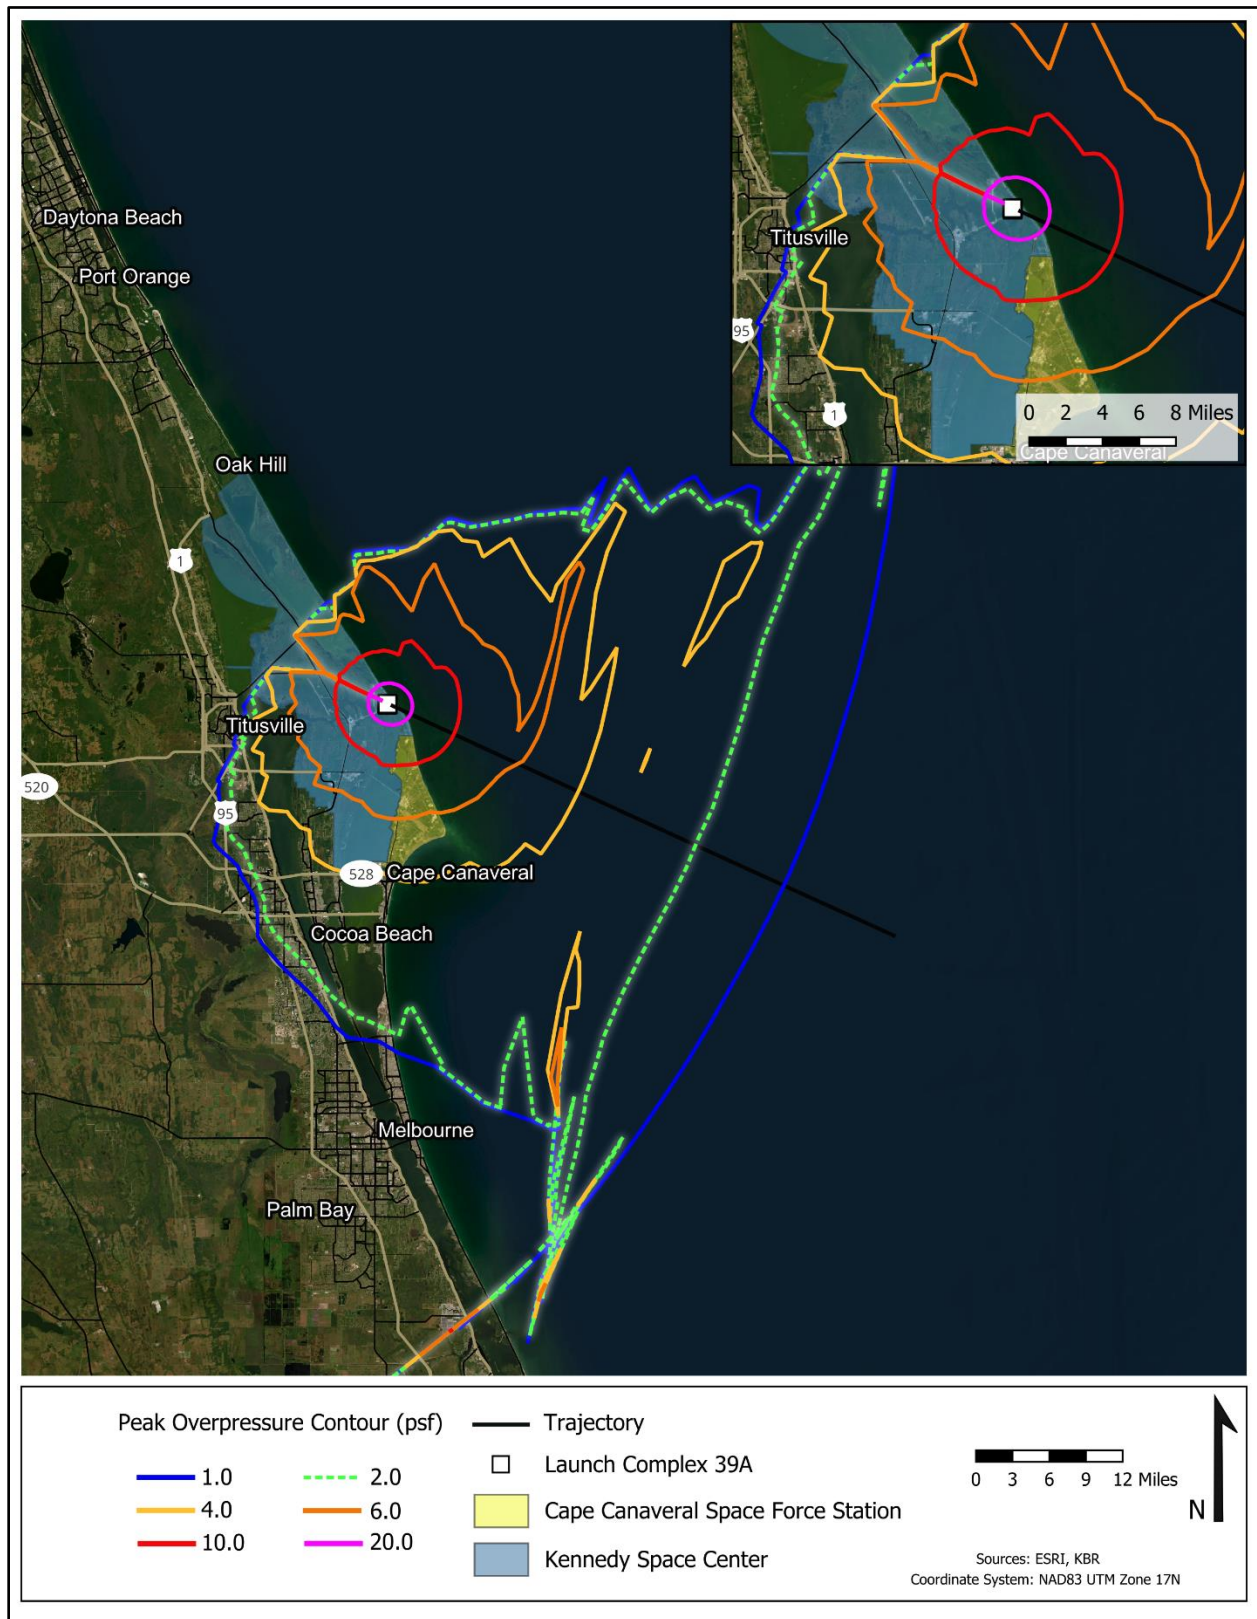 Daytona Beach
Port Orange
Oak Hill
1
Titusville
520
95
528
Cape Canaveral
Cocoa Beach
Melbourne
Palm Bay
Titusville
95
1
0 2 4 6 8 Miles
Cape Canaveral
Peak Overpressure Contour (psf)
1.0
2.0
4.0
6.0
10.0
20.0
Trajectory
Launch Complex 39A
Cape Canaveral Space Force Station
Kennedy Space Center
0 3 6 9 12 Miles
N
Sources: ESRI, KBR
Coordinate System: NAD83 UTM Zone 17N